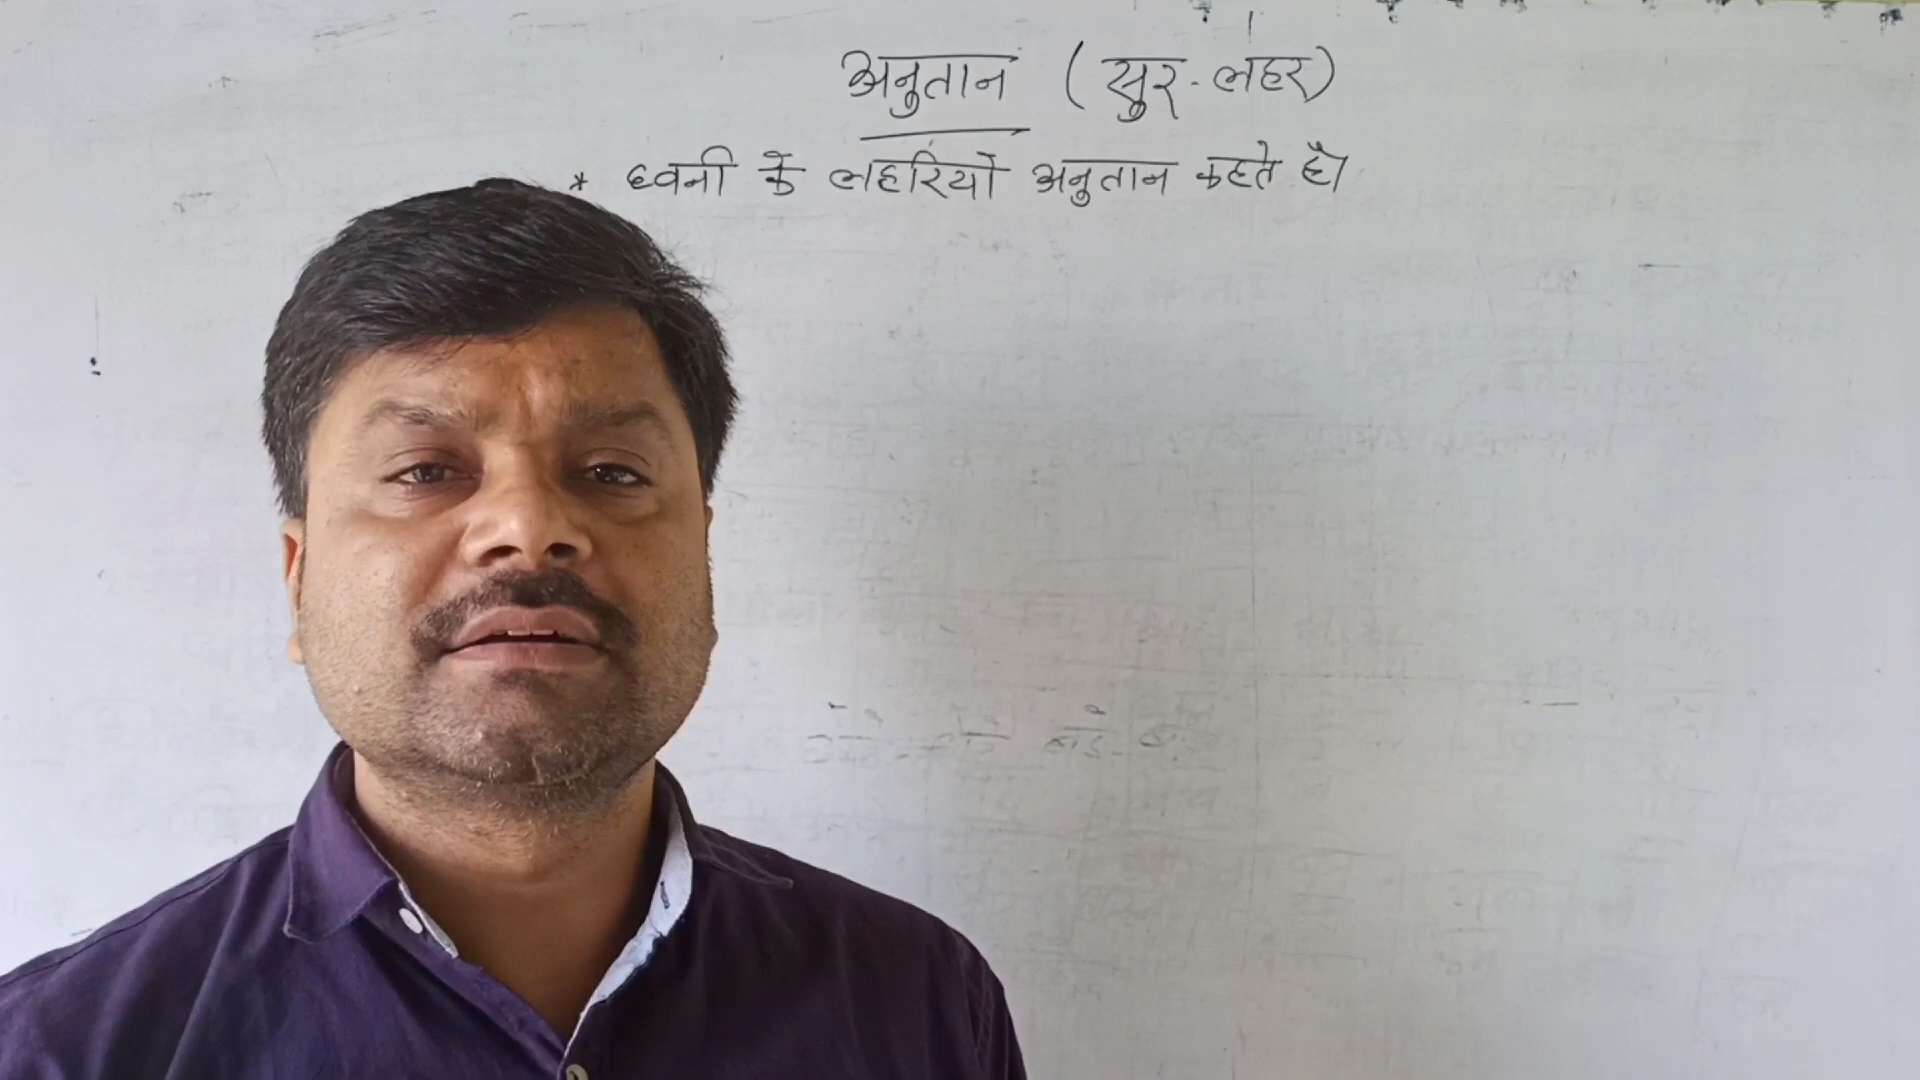 अनुतान (सुर-लहर)
* ध्वनी के लहरियों अनुतान कहते है।